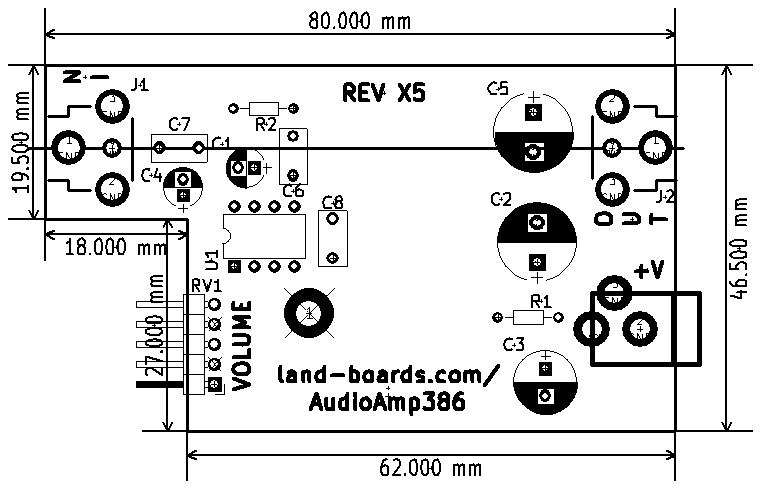 80.000 mm
IN
J1
REV X5
C5
C7
R2
C1
19.500 mm
C4
C6
J2
C8
C2
OUT
18.000 mm
U1
46.500 mm
+V
RV1
R1
27.000 mm
VOLUME
C3
land-boards.com/
AudioAmp386
62.000 mm